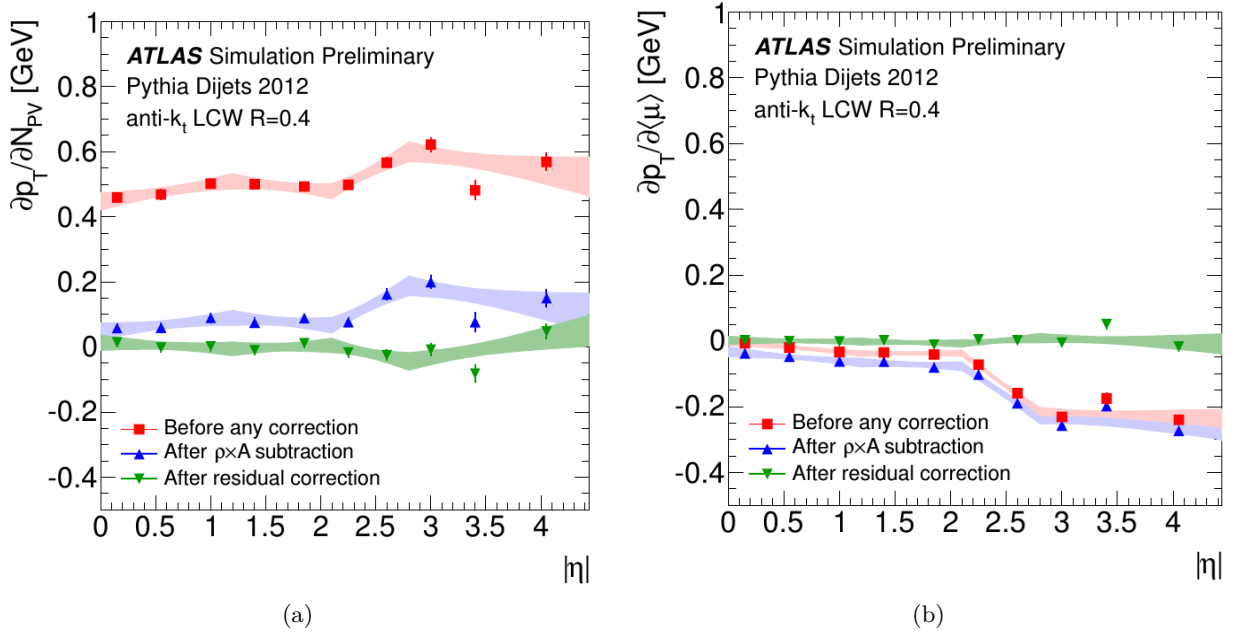 ∂p_T/∂N_PV [GeV]
1
0.8
0.6
0.4
0.2
0
-0.2
-0.4
ATLAS Simulation Preliminary
Pythia Dijets 2012
anti-k_t LCW R=0.4
Before any correction
After ρ×A subtraction
After residual correction
0 0.5 1 1.5 2 2.5 3 3.5 4
|η|
(a)
∂p_T/∂⟨μ⟩ [GeV]
1
0.8
0.6
0.4
0.2
0
-0.2
-0.4
ATLAS Simulation Preliminary
Pythia Dijets 2012
anti-k_t LCW R=0.4
Before any correction
After ρ×A subtraction
After residual correction
0 0.5 1 1.5 2 2.5 3 3.5 4
|η|
(b)